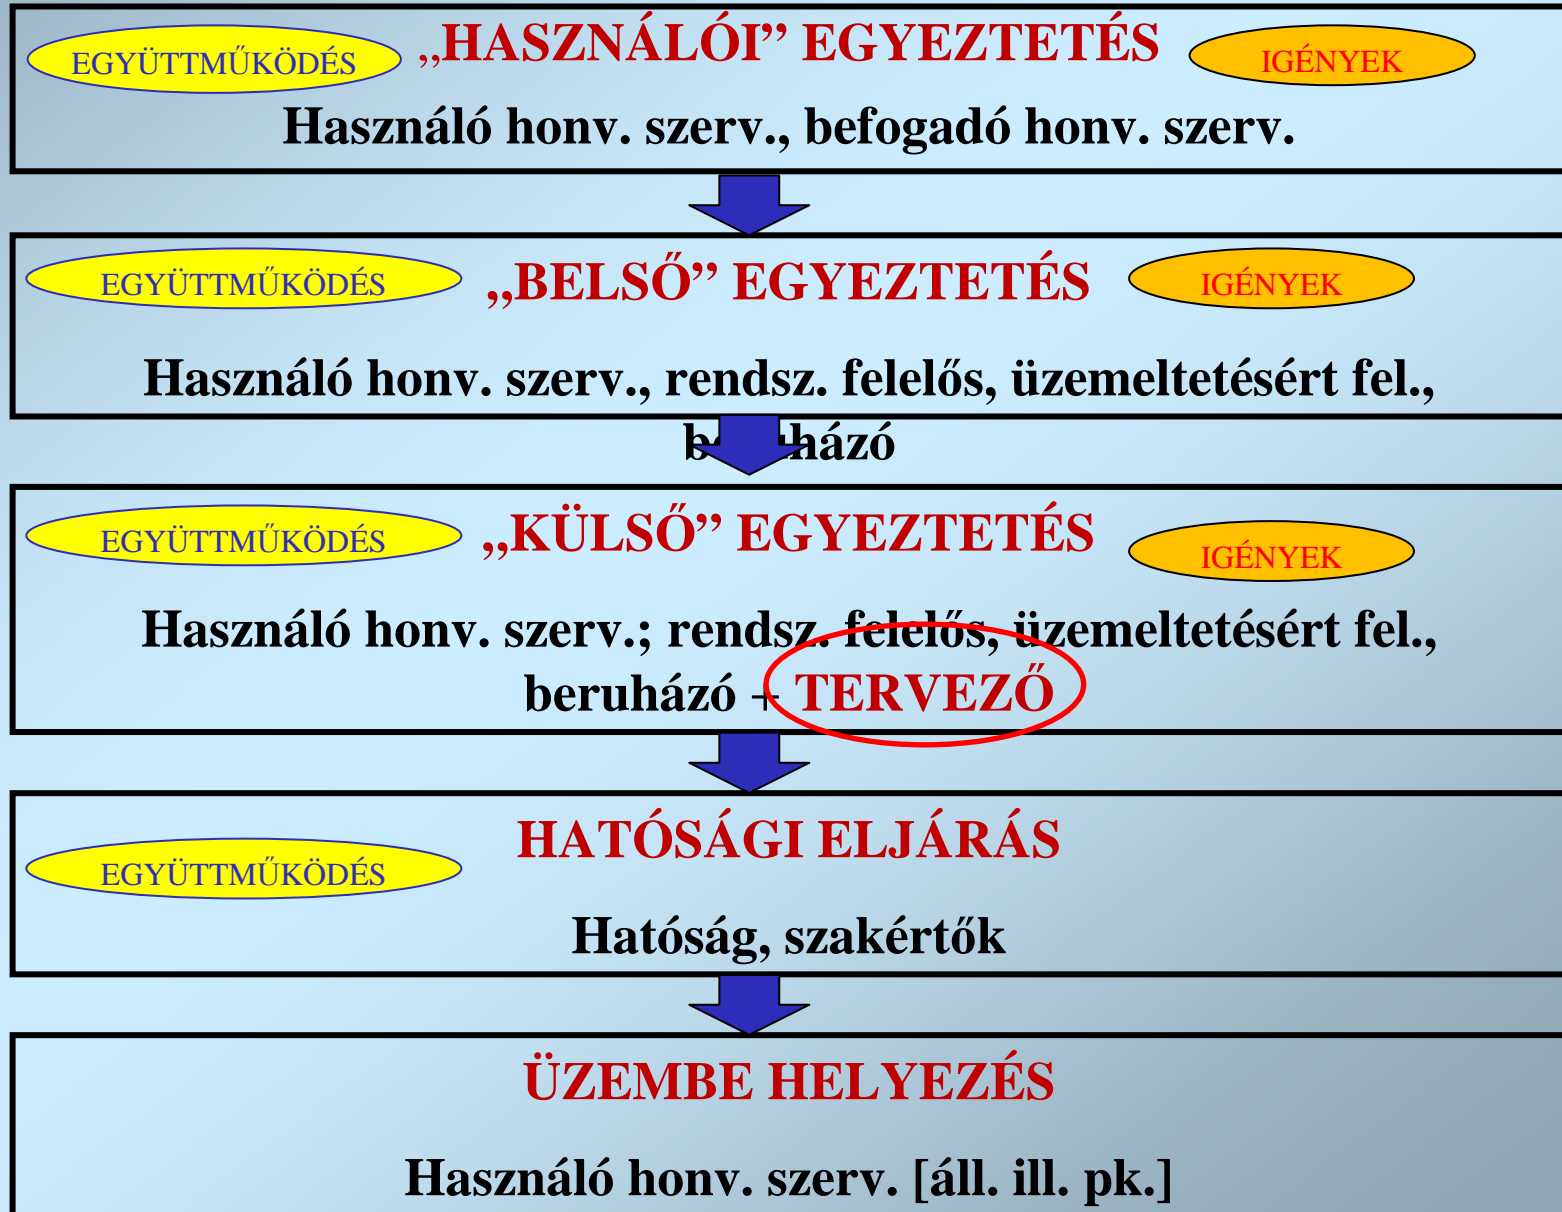 EGYÜTTMŰKÖDÉS „HASZNÁLÓI” EGYEZTETÉS IGÉNYEK
Használó honv. szerv., befogadó honv. szerv.
EGYÜTTMŰKÖDÉS „BELSŐ” EGYEZTETÉS IGÉNYEK
Használó honv. szerv., rendsz. felelős, üzemeltetésért fel.,
beruházó
EGYÜTTMŰKÖDÉS „KÜLSŐ” EGYEZTETÉS IGÉNYEK
Használó honv. szerv.; rendsz. felelős, üzemeltetésért fel.,
beruházó + TERVEZŐ
HATÓSÁGI ELJÁRÁS
EGYÜTTMŰKÖDÉS
Hatóság, szakértők
ÜZEMBE HELYEZÉS
Használó honv. szerv. [áll. ill. pk.]